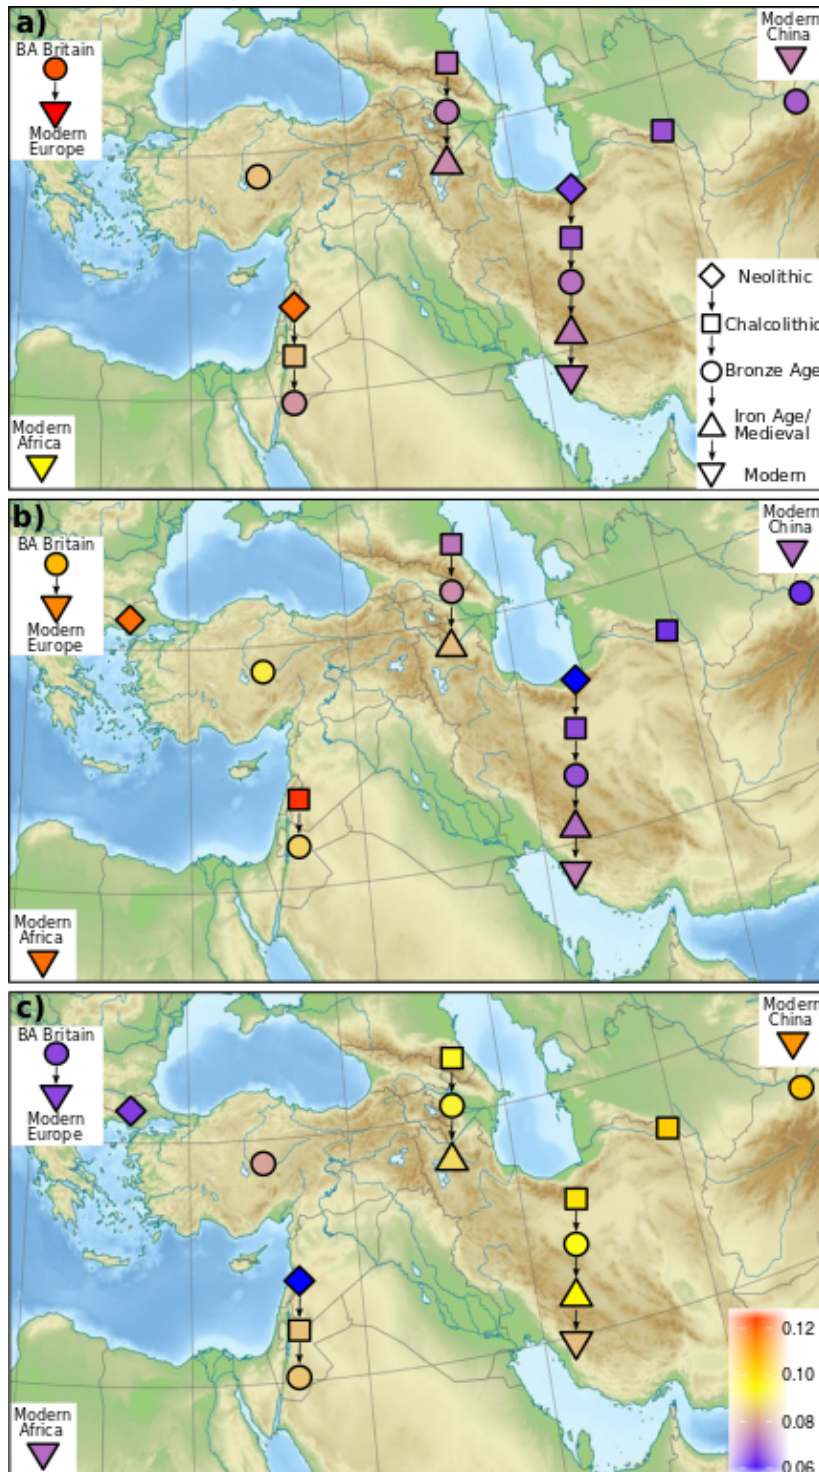 a)
BA Britain
Modern
Europe
Modern
China
Neolithic
Chalcolithic
Bronze Age
Iron Age/
Medieval
Modern
Modern
Africa
b)
BA Britain
Modern
Europe
Modern
China
Modern
Africa
c)
BA Britain
Modern
Europe
Modern
China
Modern
Africa
0.12
0.10
0.08
0.06